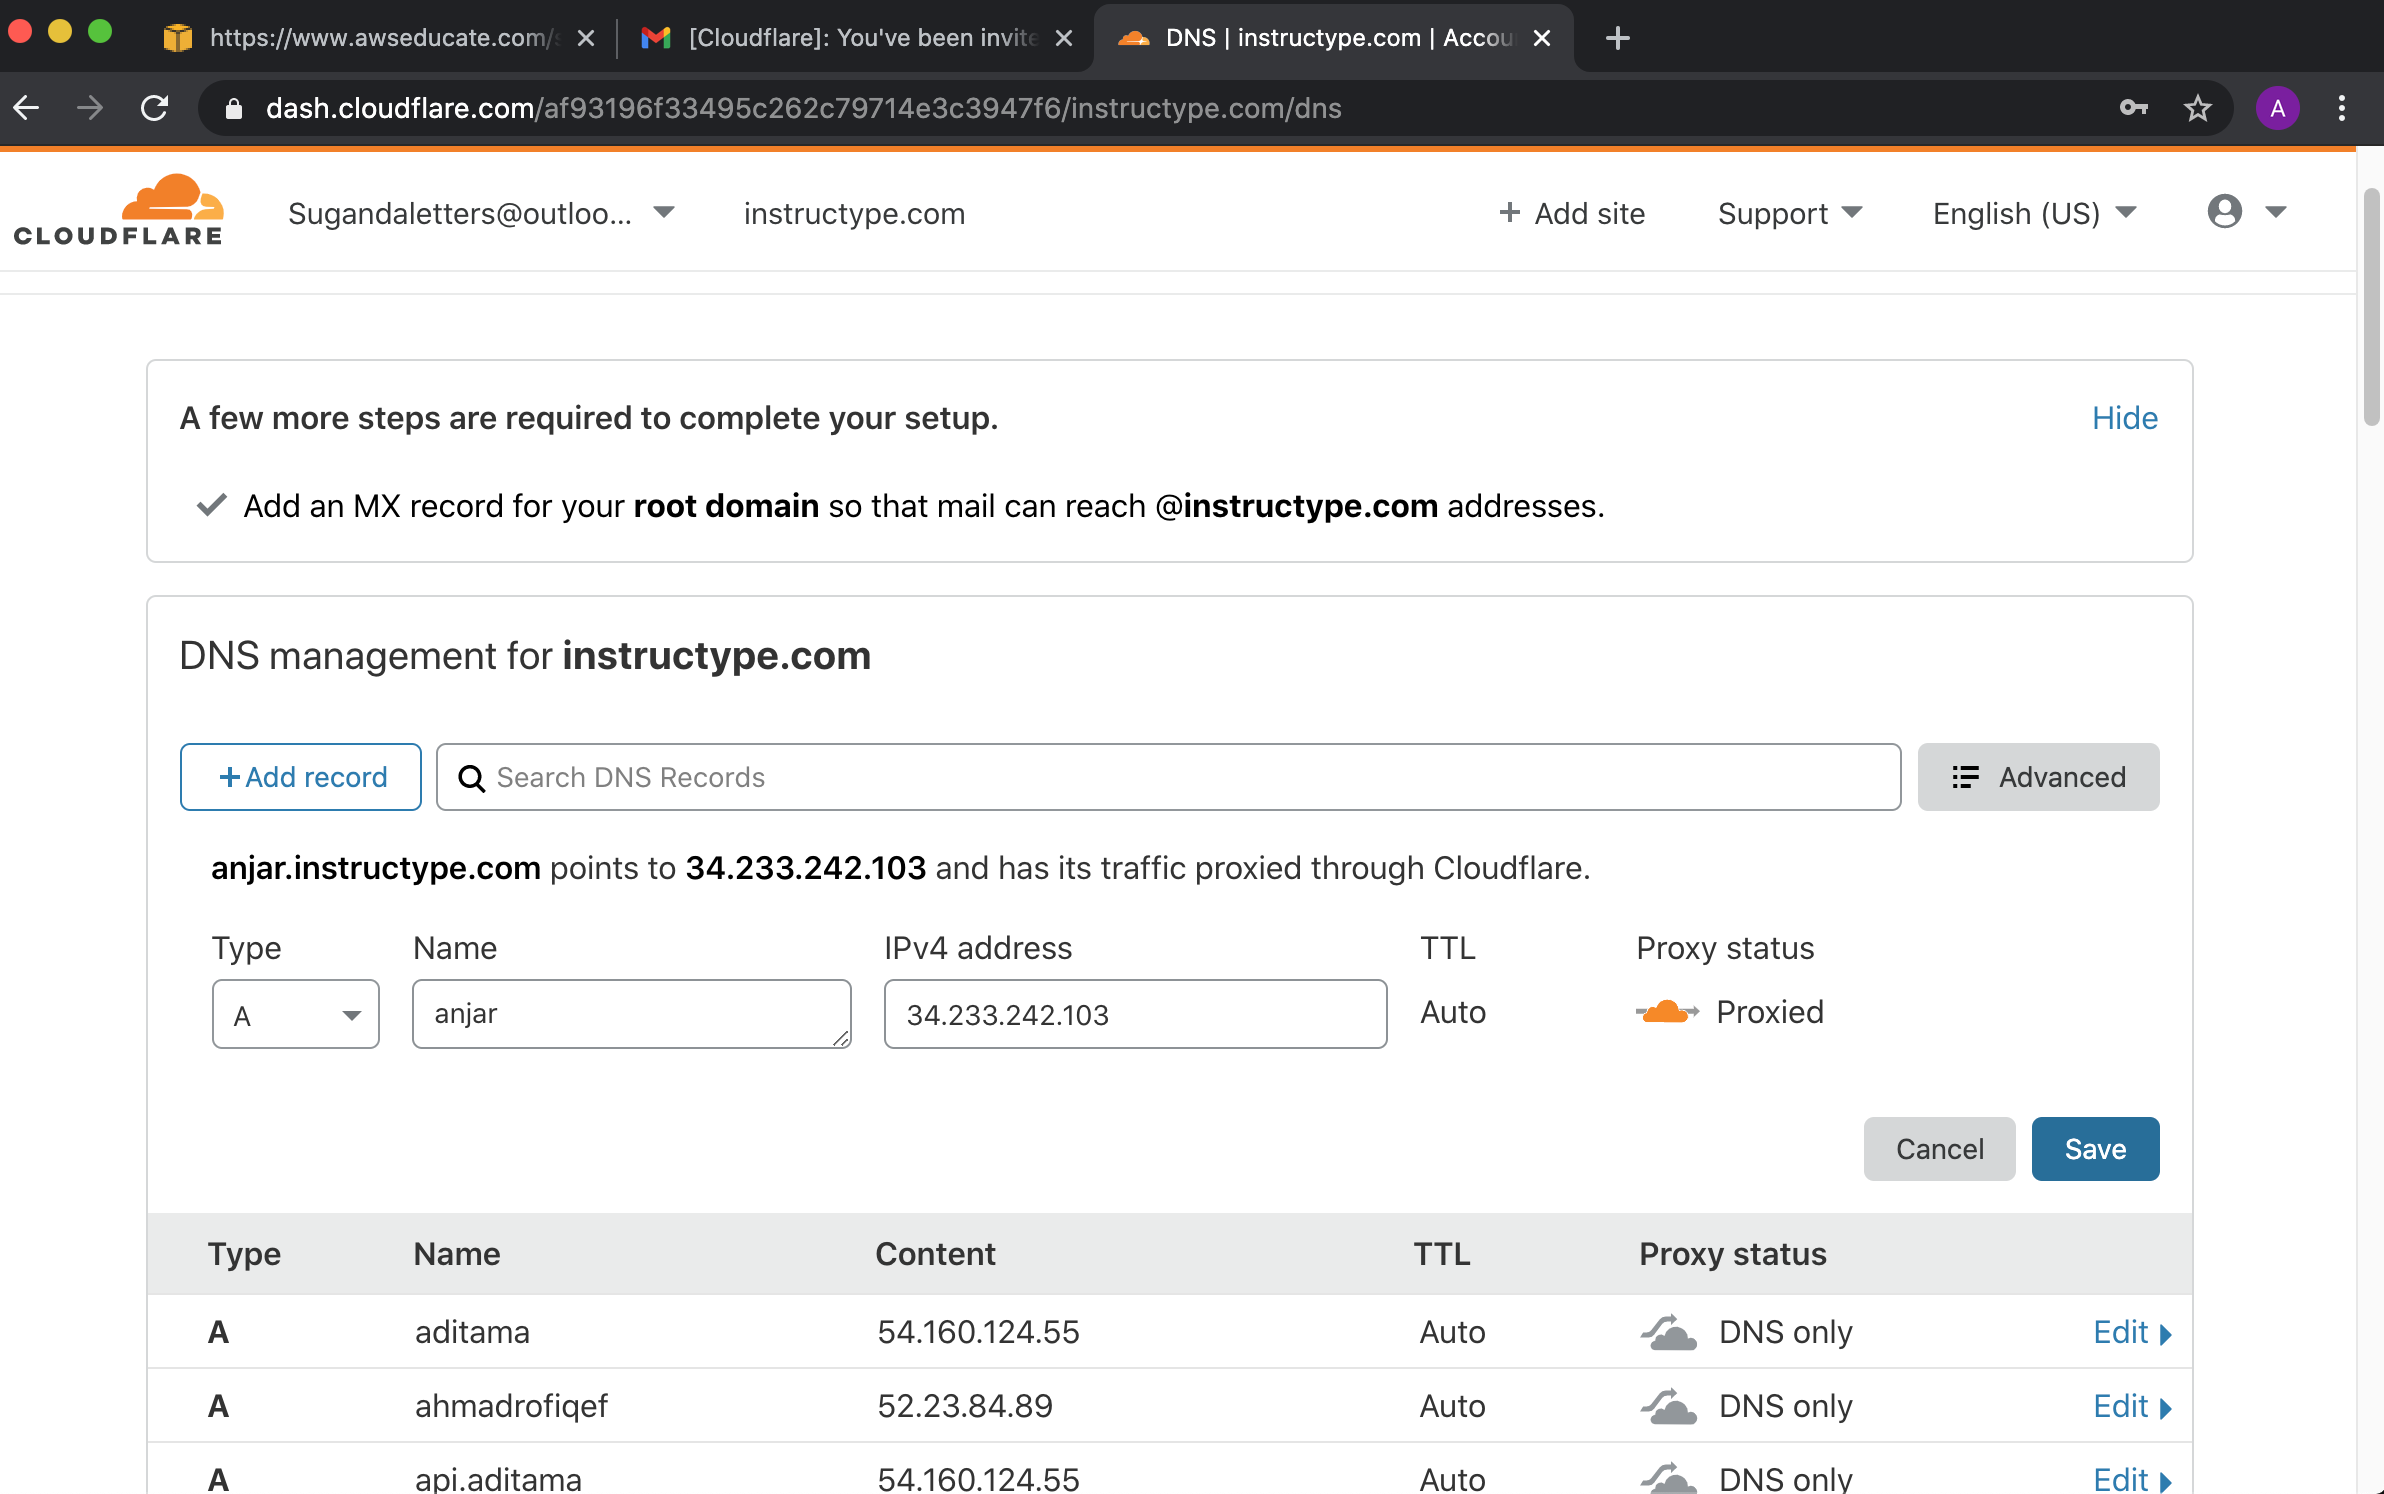 https://www.awseducate.com/s
[Cloudflare]: You've been invite
DNS | instructype.com | Accou
dash.cloudflare.com/af93196f33495c262c79714e3c3947f6/instructype.com/dns
A
CLOUDFLARE
Sugandaletters@outloo...
instructype.com
+ Add site
Support
English (US)
A few more steps are required to complete your setup.
Hide
Add an MX record for your root domain so that mail can reach @instructype.com addresses.
DNS management for instructype.com
+Add record
Search DNS Records
Advanced
anjar.instructype.com points to 34.233.242.103 and has its traffic proxied through Cloudflare.
Type Name IPv4 address TTL Proxy status
A anjar 34.233.242.103 Auto Proxied
Cancel Save
Type Name Content TTL Proxy status
A aditama 54.160.124.55 Auto DNS only Edit
A ahmadrofiqef 52.23.84.89 Auto DNS only Edit
A api.aditama 54.160.124.55 Auto DNS only Edit